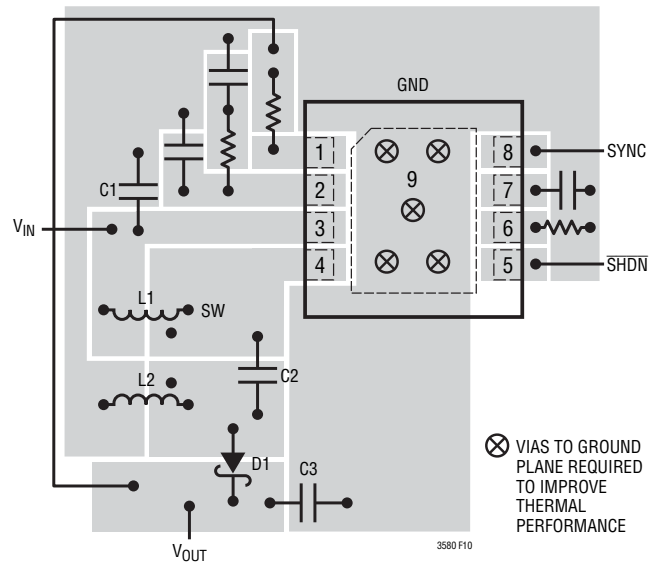 GND
1
8
SYNC
9
C1
2
7
VIN
3
6
4
5
SHDN
L1
SW
L2
C2
D1
C3
VIAS TO GROUND
PLANE REQUIRED
TO IMPROVE
THERMAL
PERFORMANCE
VOUT
3580 F10